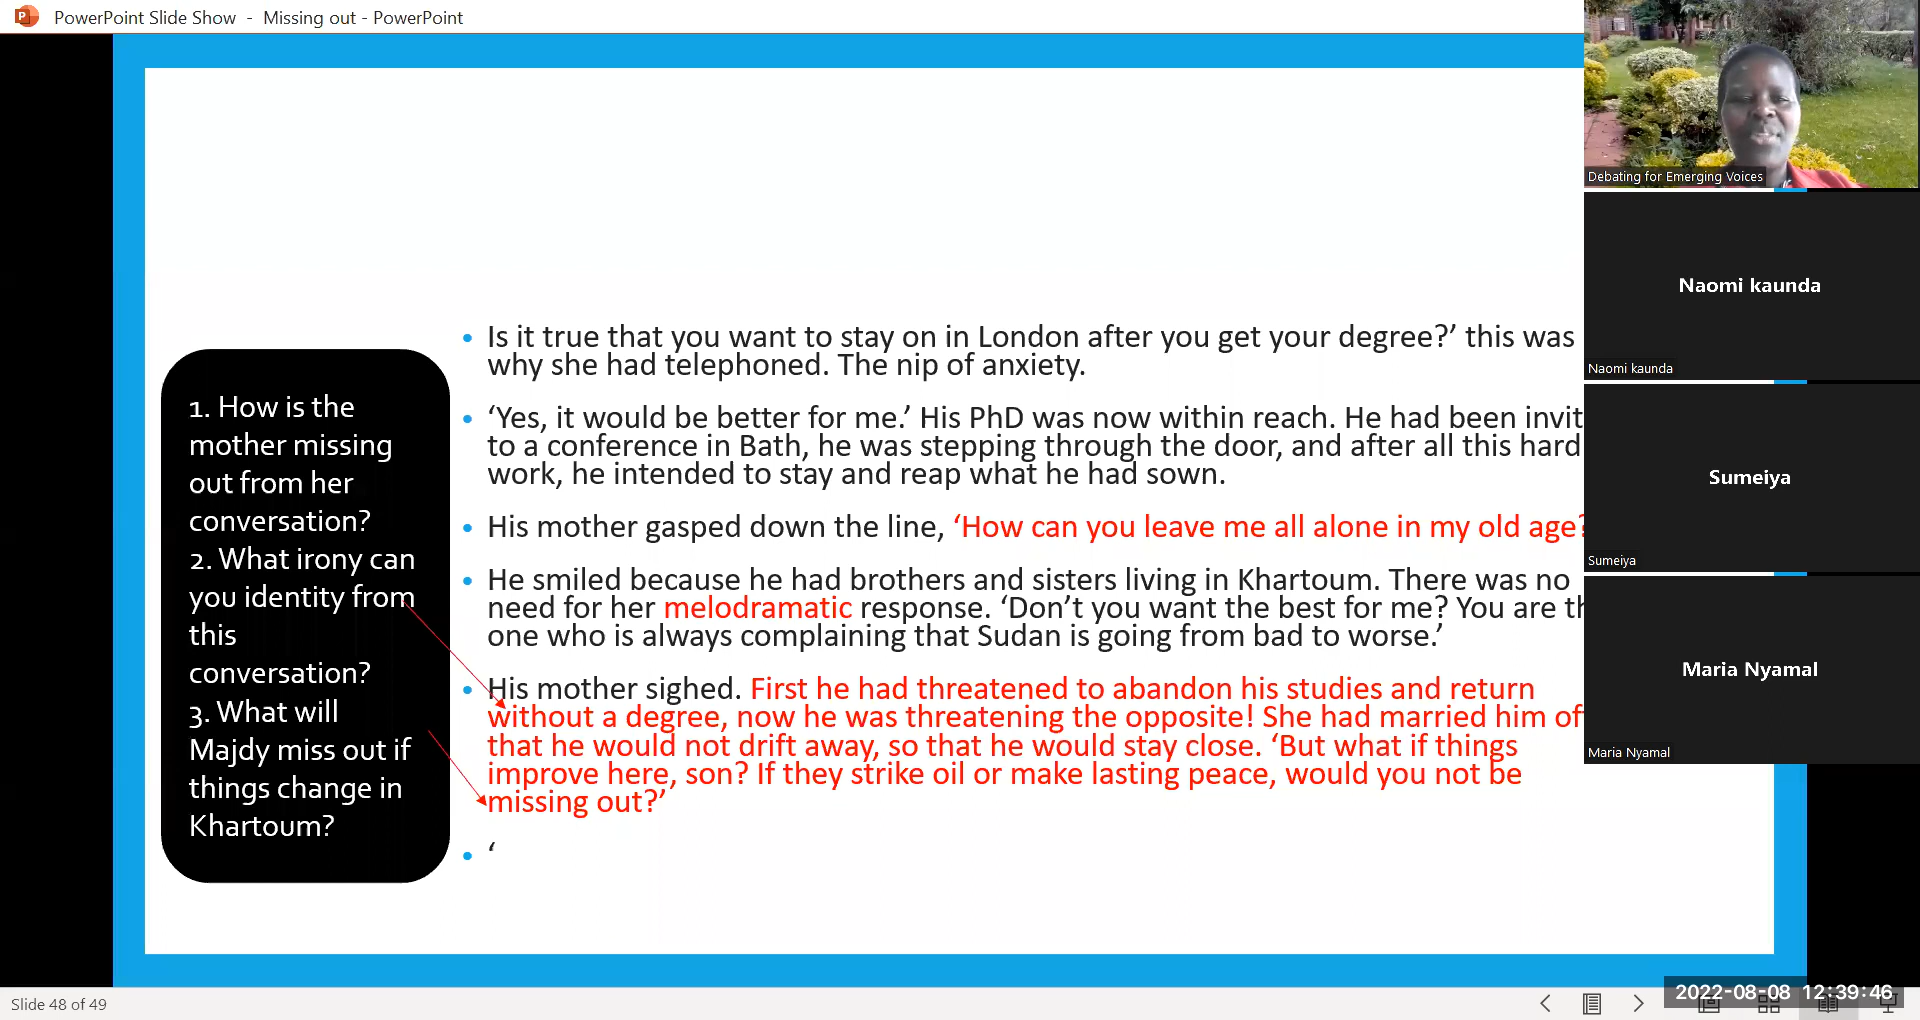 PowerPoint Slide Show - Missing out - PowerPoint
Debating for Emerging Voices
Naomi kaunda
Naomi kaunda
Sumeiya
Sumeiya
Maria Nyamal
Maria Nyamal
1. How is the
mother missing
out from her
conversation?
2. What irony can
you identity from
this
conversation?
3. What will
Majdy miss out if
things change in
Khartoum?
• Is it true that you want to stay on in London after you get your degree?’ this was
why she had telephoned. The nip of anxiety.
• ‘Yes, it would be better for me.’ His PhD was now within reach. He had been invit
to a conference in Bath, he was stepping through the door, and after all this hard
work, he intended to stay and reap what he had sown.
• His mother gasped down the line, ‘How can you leave me all alone in my old age?
• He smiled because he had brothers and sisters living in Khartoum. There was no
need for her melodramatic response. ‘Don’t you want the best for me? You are th
one who is always complaining that Sudan is going from bad to worse.’
• His mother sighed. First he had threatened to abandon his studies and return
without a degree, now he was threatening the opposite! She had married him of
that he would not drift away, so that he would stay close. ‘But what if things
improve here, son? If they strike oil or make lasting peace, would you not be
missing out?’
• ‘
Slide 48 of 49
2022-08-08 12:39:46